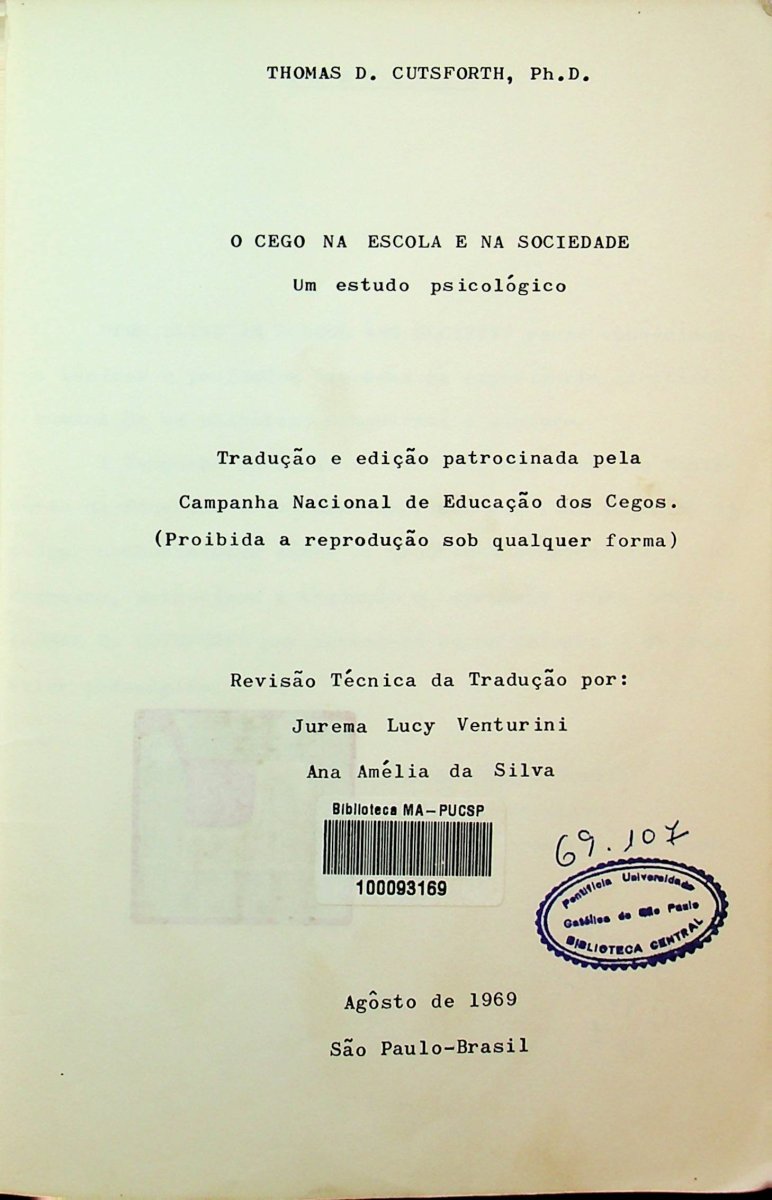 THOMAS D. CUTSFORTH, Ph.D.
O CEGO NA ESCOLA E NA SOCIEDADE
Um estudo psicológico
Tradução e edição patrocinada pela
Campanha Nacional de Educação dos Cegos.
(Proibida a reprodução sob qualquer forma)
Revisão Técnica da Tradução por:
Jurema Lucy Venturini
Ana Amélia da Silva
Biblioteca MA-PUCSP
100093169
69.107
Pontifícia Universidade
Católica de São Paulo
BIBLIOTECA CENTRAL
Agôsto de 1969
São Paulo-Brasil